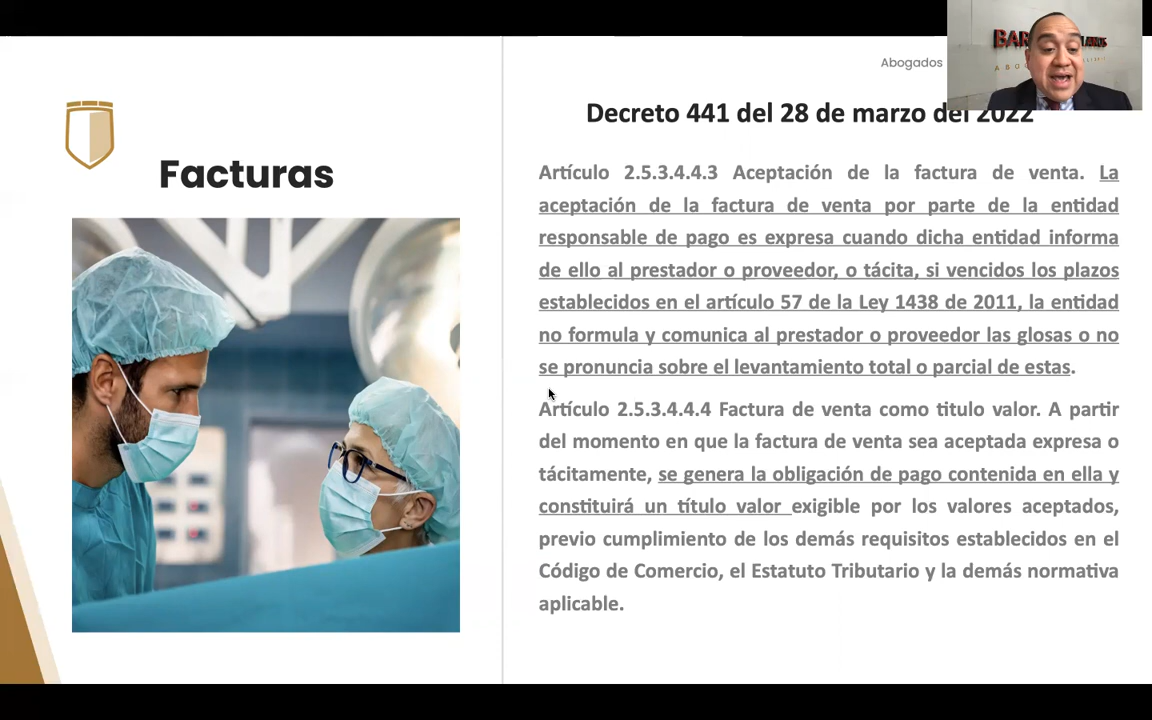 Abogados
Decreto 441 del 28 de marzo del 2022
Facturas
Artículo 2.5.3.4.4.3 Aceptación de la factura de venta. La
aceptación de la factura de venta por parte de la entidad
responsable de pago es expresa cuando dicha entidad informa
de ello al prestador o proveedor, o tácita, si vencidos los plazos
establecidos en el artículo 57 de la Ley 1438 de 2011, la entidad
no formula y comunica al prestador o proveedor las glosas o no
se pronuncia sobre el levantamiento total o parcial de estas.
Artículo 2.5.3.4.4.4 Factura de venta como titulo valor. A partir
del momento en que la factura de venta sea aceptada expresa o
tácitamente, se genera la obligación de pago contenida en ella y
constituirá un título valor exigible por los valores aceptados,
previo cumplimiento de los demás requisitos establecidos en el
Código de Comercio, el Estatuto Tributario y la demás normativa
aplicable.